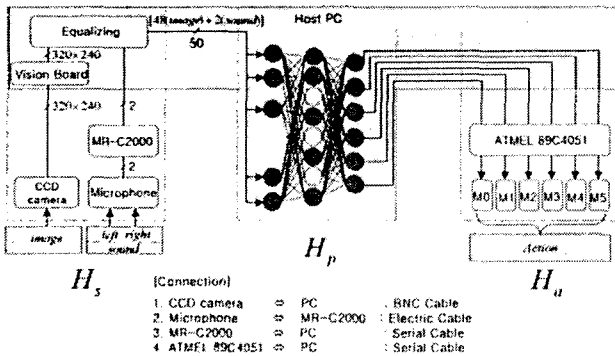 [48(image)+2(sound)]
Host PC
Equalizing
50
320×240
Vision Board
320×240
2
MR-C2000
ATMEL 89C4051
2
CCD camera
Microphone
M0 M1 M2 M3 M4 M5
image
left right sound
Action
H_s
H_p
H_a
[Connection]
1. CCD camera ⇔ PC : BNC Cable
2. Microphone ⇔ MR-C2000 : Electric Cable
3. MR-C2000 ⇔ PC : Serial Cable
4 ATMEL 89C4051 ⇔ PC : Serial Cable